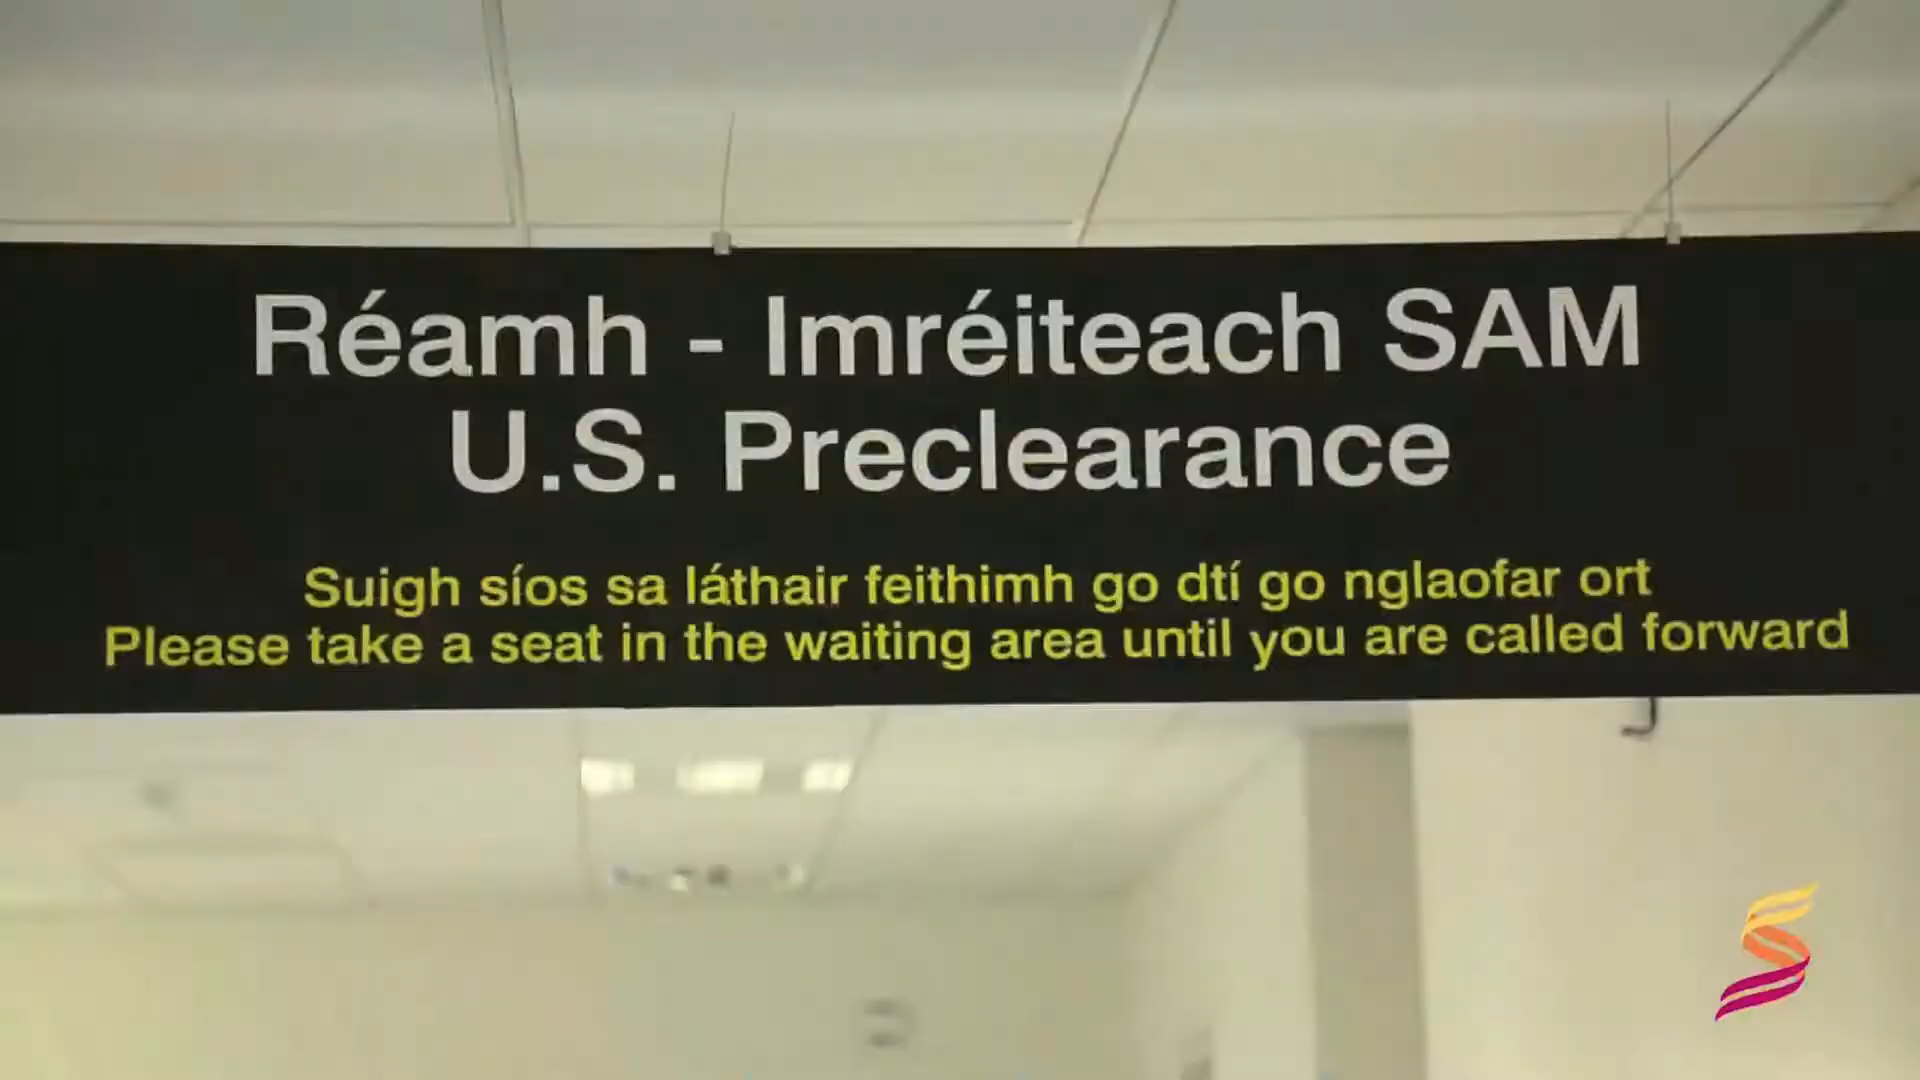 Réamh - Imréiteach SAM
U.S. Preclearance
Suigh síos sa láthair feithimh go dtí go nglaofar ort
Please take a seat in the waiting area until you are called forward